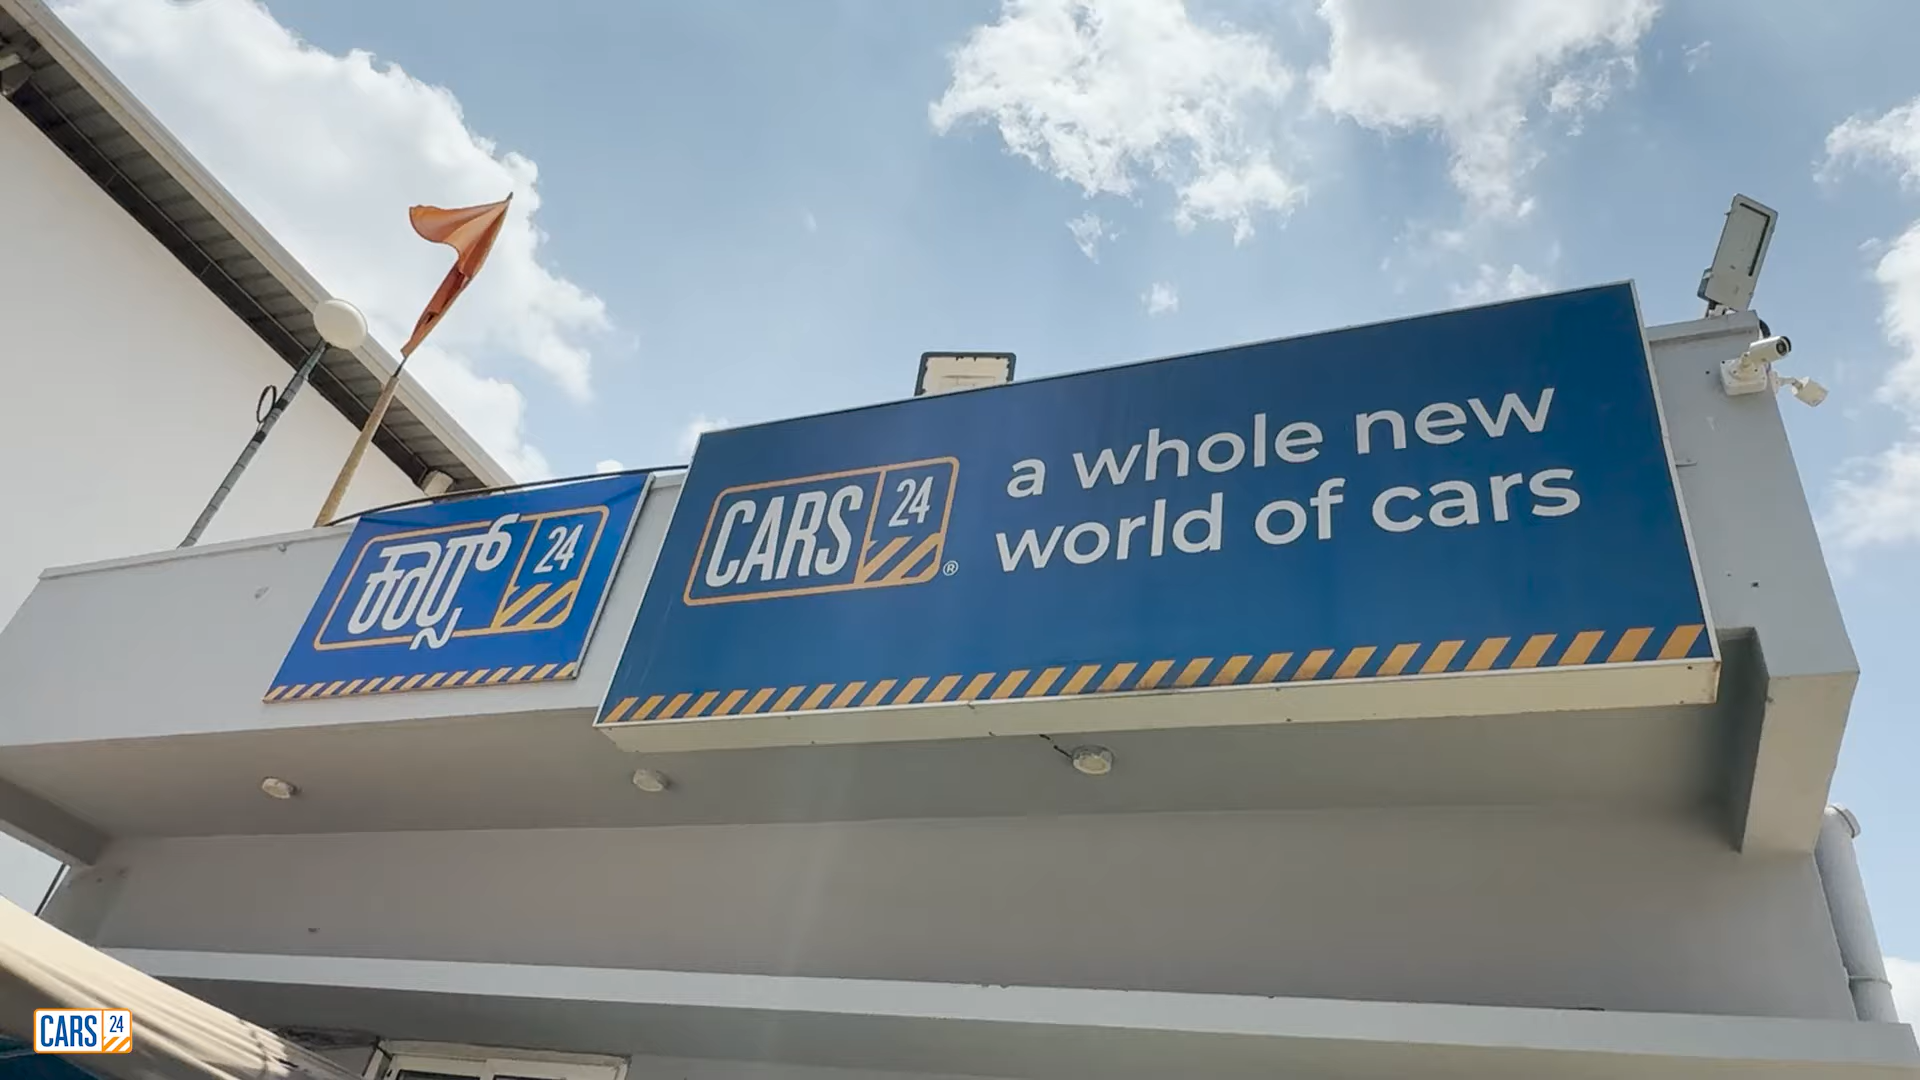 ಕಾರ್ಸ್ 24
CARS 24 ®
a whole new
world of cars
CARS 24